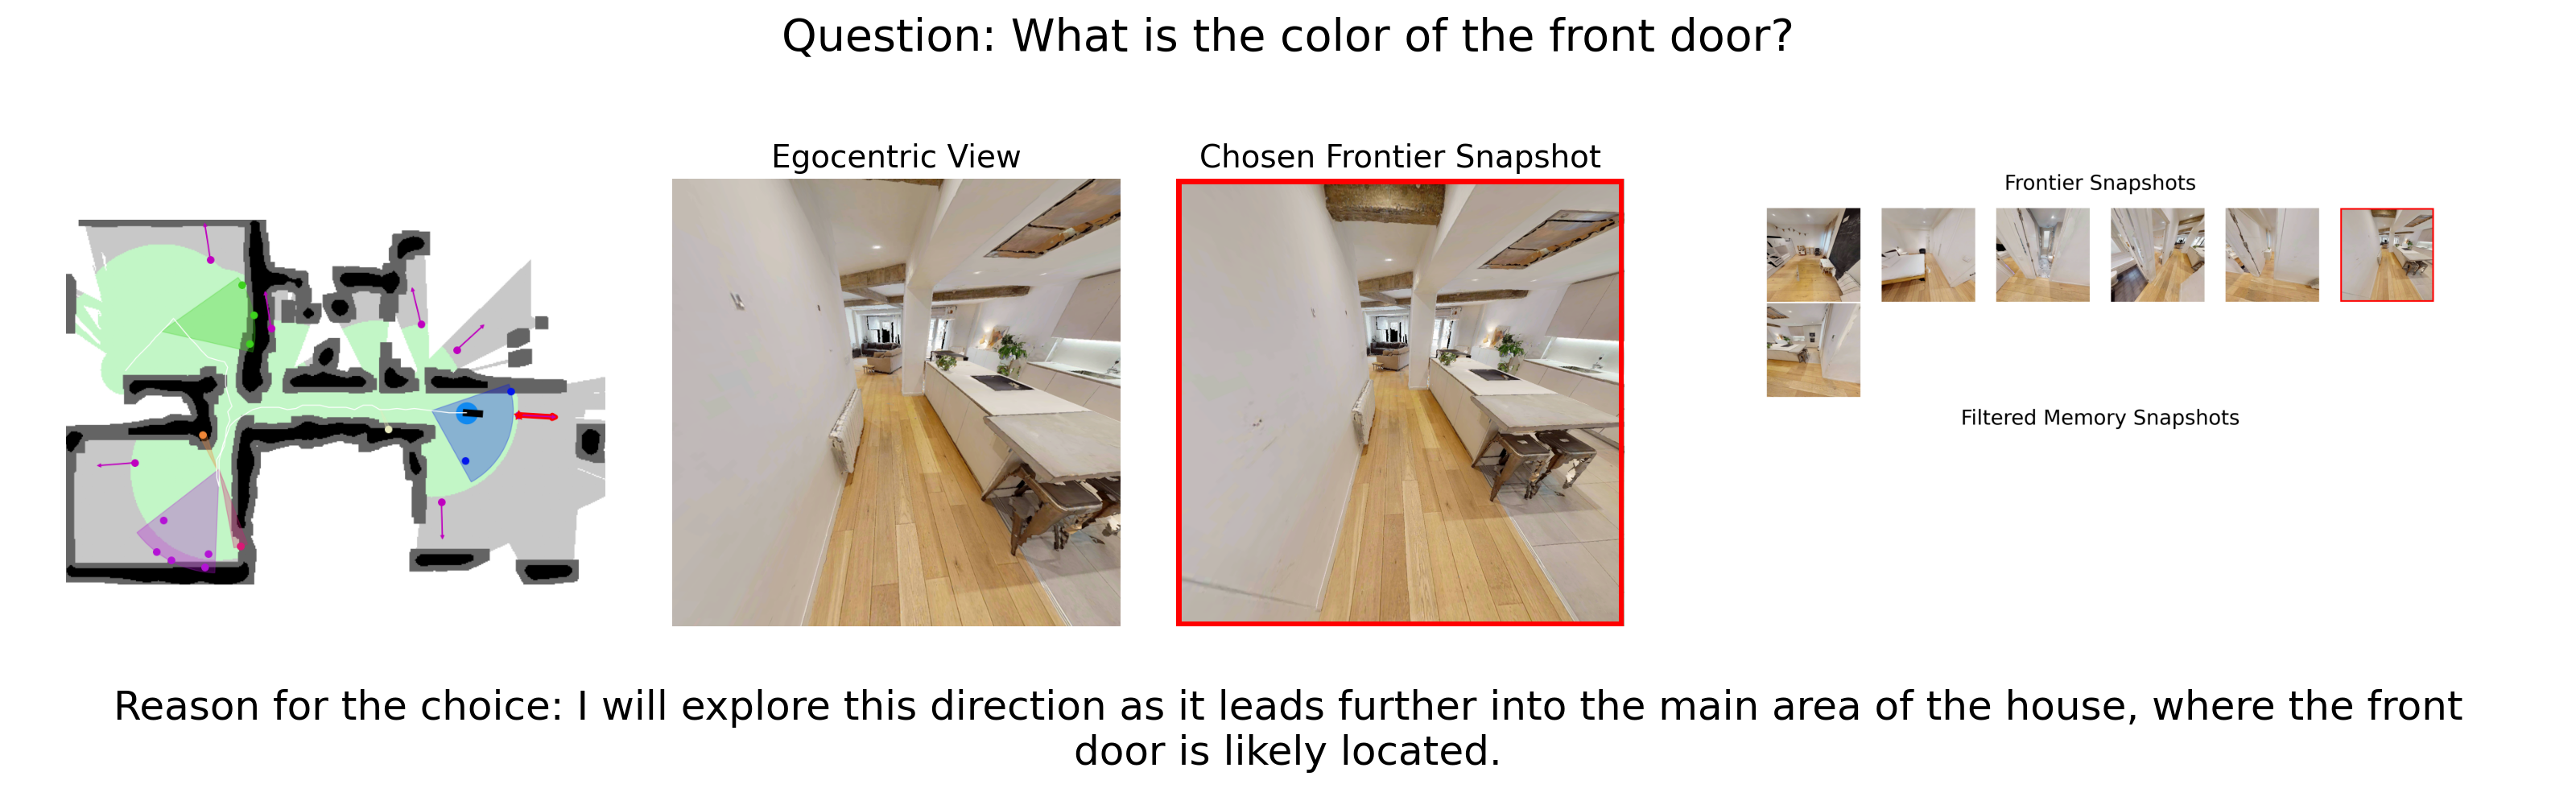 Question: What is the color of the front door?
Egocentric View
Chosen Frontier Snapshot
Frontier Snapshots
Filtered Memory Snapshots
Reason for the choice: I will explore this direction as it leads further into the main area of the house, where the front
door is likely located.